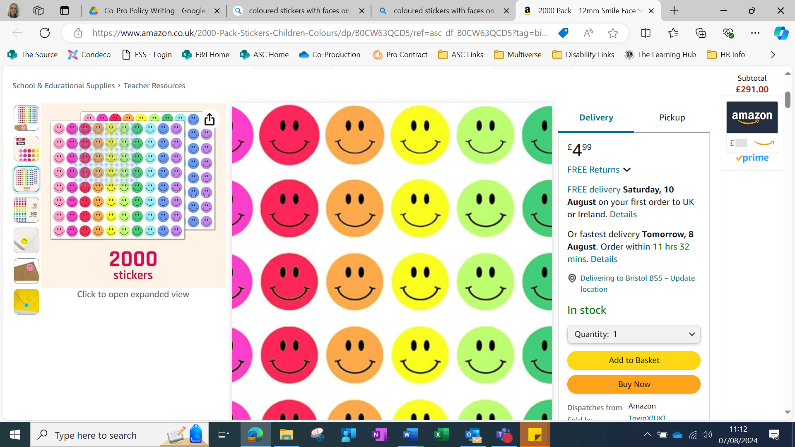 Co-Pro Policy Writing - Google
coloured stickers with faces on
coloured stickers with faces on
2000 Pack - 12mm Smile Face S
https://www.amazon.co.uk/2000-Pack-Stickers-Children-Colours/dp/B0CW63QCD5/ref=asc_df_B0CW63QCD5?tag=bi...
The Source
Condeco
ESS - Login
F&I Home
ASC Home
Co-Production
Pro Contract
ASC Links
Multiverse
Disability Links
The Learning Hub
HR Info
School & Educational Supplies › Teacher Resources
Subtotal
£291.00
amazon
£
prime
2000
stickers
Click to open expanded view
Delivery
Pickup
£4.99
FREE Returns
FREE delivery Saturday, 10
August on your first order to UK
or Ireland. Details
Or fastest delivery Tomorrow, 8
August. Order within 11 hrs 32
mins. Details
Delivering to Bristol BS5 – Update
location
In stock
Quantity: 1
Add to Basket
Buy Now
Dispatches from Amazon
Type here to search
11:12
07/08/2024